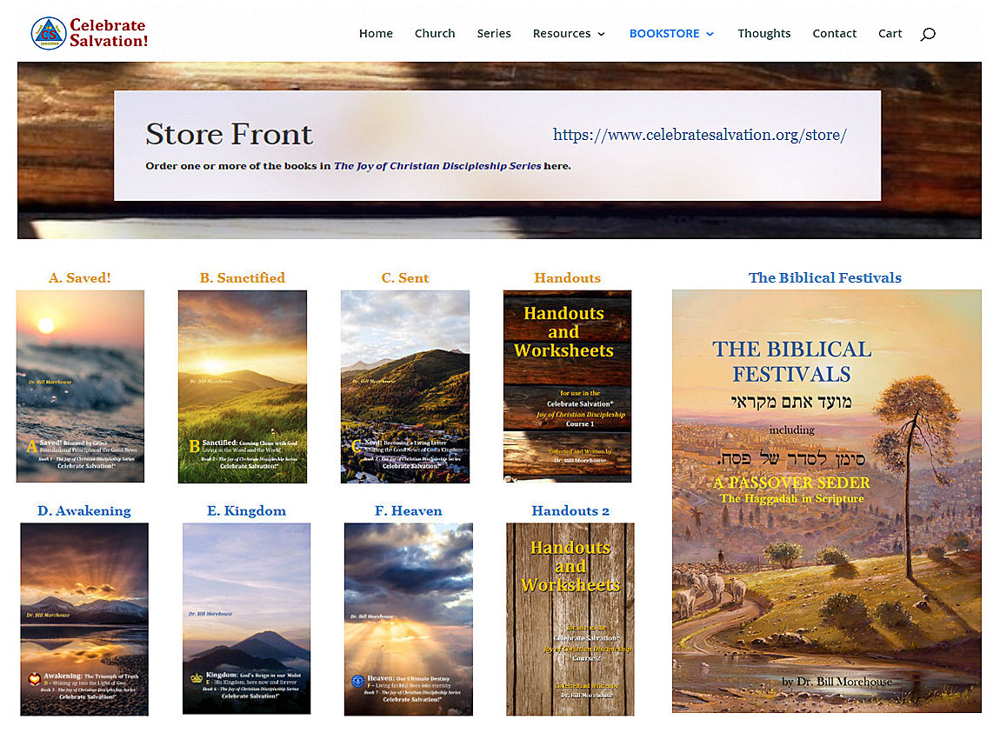 Celebrate
Salvation!
Home Church Series Resources BOOKSTORE Thoughts Contact Cart
Store Front
https://www.celebratesalvation.org/store/
Order one or more of the books in The Joy of Christian Discipleship Series here.
A. Saved!
Dr. Bill Morehouse
A Saved! Rescued by Grace
Foundational Principles of the Good News
Book 1 - The Joy of Christian Discipleship Series
Celebrate Salvation!®
B. Sanctified
Dr. Bill Morehouse
B Sanctified: Coming Clean with God
Living in the Word and the World
Book 2 - The Joy of Christian Discipleship Series
Celebrate Salvation!®
C. Sent
Dr. Bill Morehouse
C Sent: Becoming a Living Letter
Sharing the Good News of God's Kingdom
Book 3 - The Joy of Christian Discipleship Series
Celebrate Salvation!®
Handouts
Handouts
and
Worksheets
for use in the
Celebrate Salvation®
Joy of Christian Discipleship
Course 1
Collected and Written by
Dr. Bill Morehouse
The Biblical Festivals
THE BIBLICAL
FESTIVALS
מועד אתם מקראי
including
סימן לסדר של פסח.
A PASSOVER SEDER
The Haggadah in Scripture
by Dr. Bill Morehouse
D. Awakening
Dr. Bill Morehouse
Awakening: The Triumph of Truth
D - Waking up into the Light of God
Celebrate Salvation!®
E. Kingdom
Dr. Bill Morehouse
Kingdom: God's Reign in our Midst
E - His Kingdom, here now and forever
Book 6 - The Joy of Christian Discipleship Series
Celebrate Salvation!®
F. Heaven
Dr. Bill Morehouse
Heaven: Our Ultimate Destiny
F - Living faithful lives into eternity
Book 7 - The Joy of Christian Discipleship Series
Celebrate Salvation!®
Handouts 2
Handouts
and
Worksheets
for use in the
Celebrate Salvation®
Joy of Christian Discipleship
Course 2
Collected and Written by
Dr. Bill Morehouse